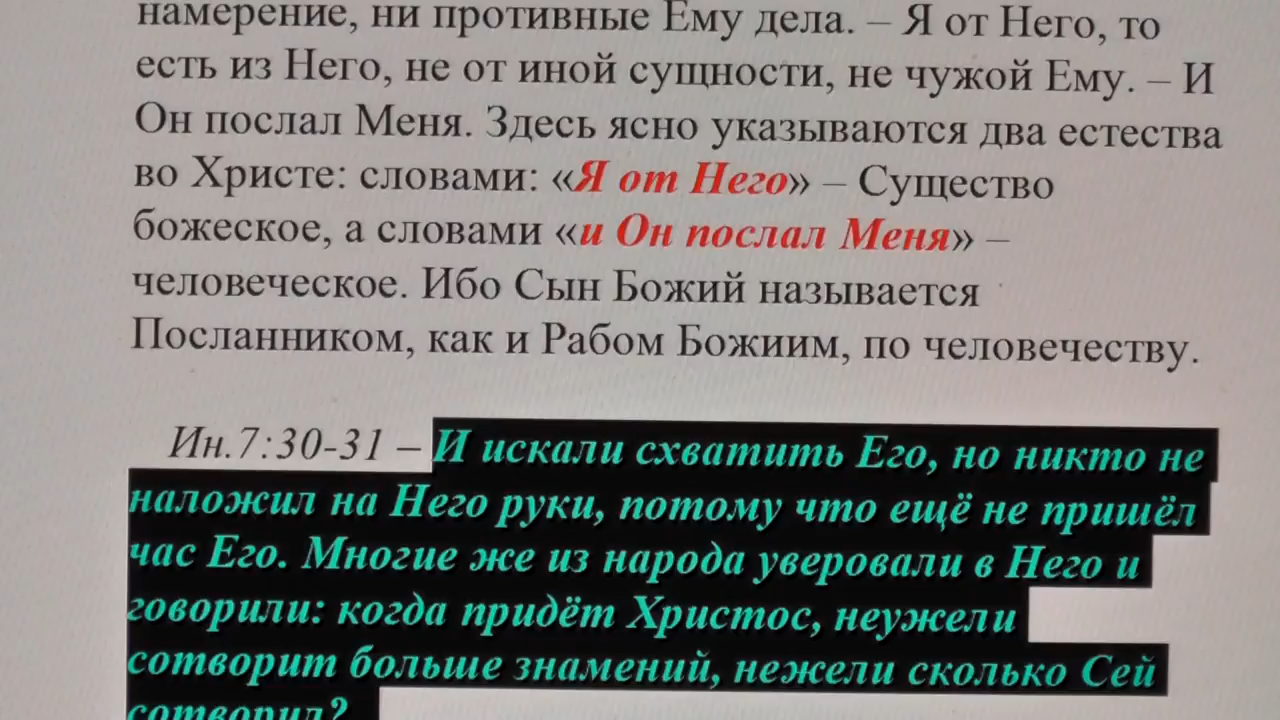 намерение, ни противные Ему дела. – Я от Него, то
есть из Него, не от иной сущности, не чужой Ему. – И
Он послал Меня. Здесь ясно указываются два естества
во Христе: словами: «Я от Него» – Существо
божеское, а словами «и Он послал Меня» –
человеческое. Ибо Сын Божий называется
Посланником, как и Рабом Божиим, по человечеству.
Ин.7:30-31 – И искали схватить Его, но никто не
наложил на Него руки, потому что ещё не пришёл
час Его. Многие же из народа уверовали в Него и
говорили: когда придёт Христос, неужели
сотворит больше знамений, нежели сколько Сей
сотворил?